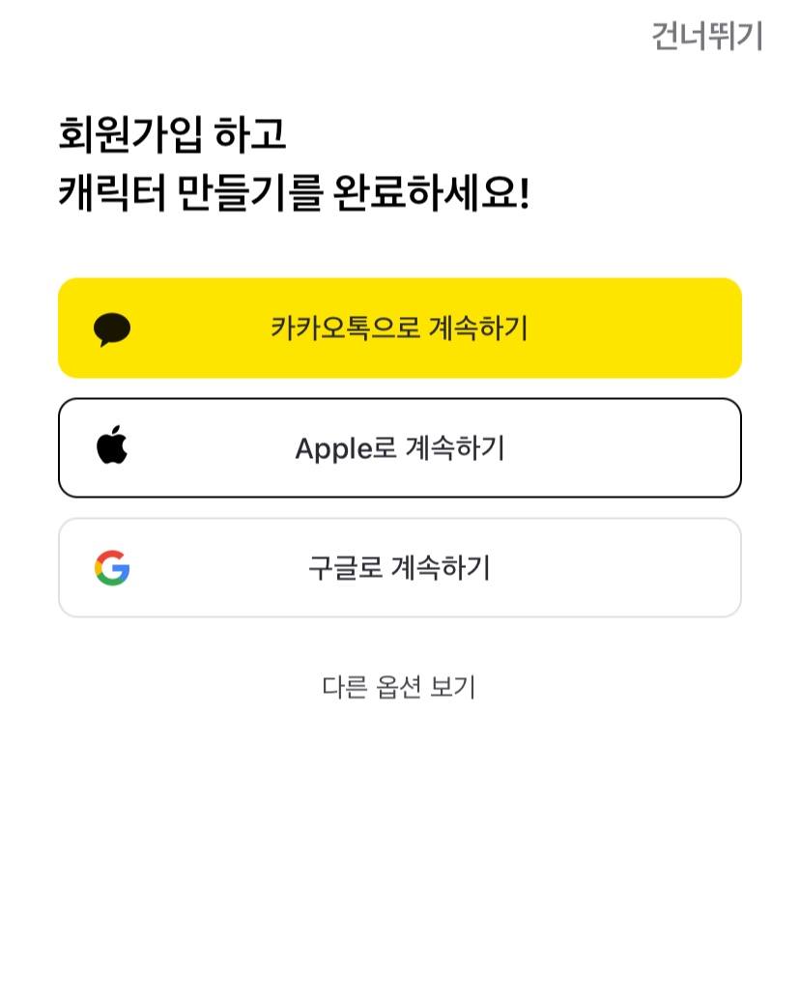 건너뛰기
회원가입 하고
캐릭터 만들기를 완료하세요!
카카오톡으로 계속하기
Apple로 계속하기
구글로 계속하기
다른 옵션 보기